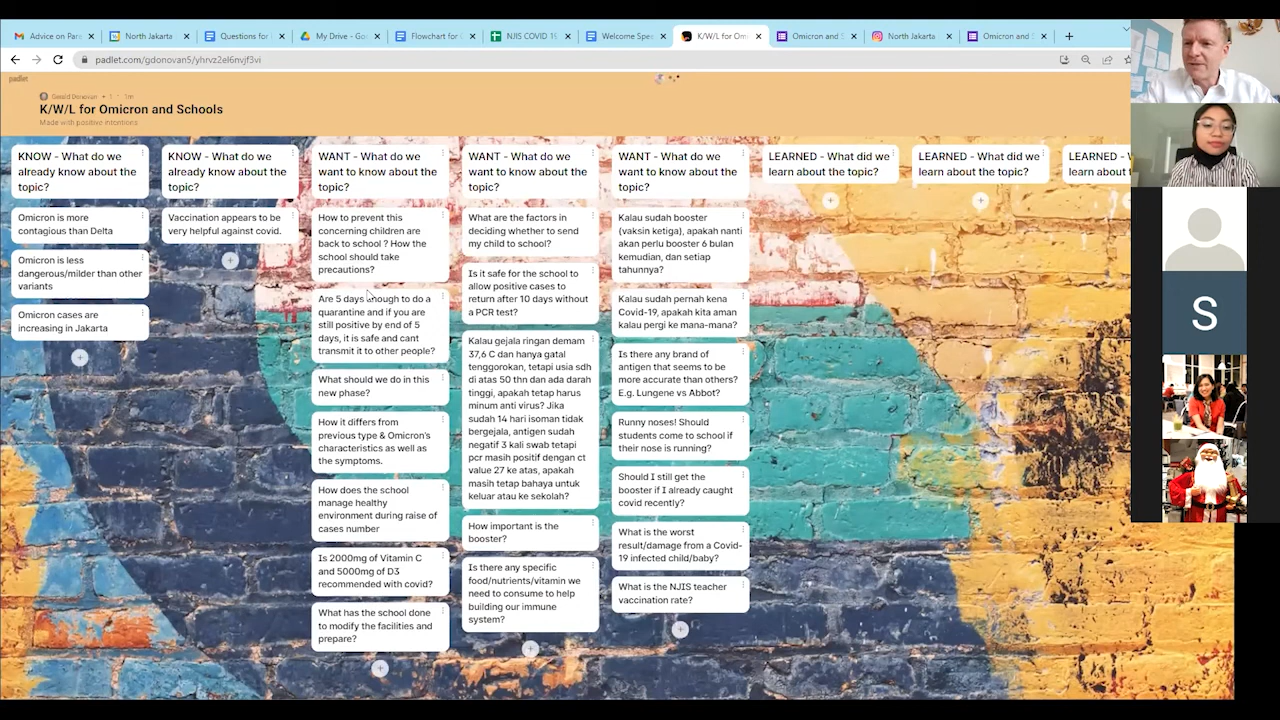 Advice on Par
North Jakarta
Questions for
My Drive - Go
Flowchart for
NJIS COVID 19
Welcome Spee
K/W/L for Omi
Omicron and S
North Jakarta
Omicron and S
padlet.com/gdonovan5/yhrvz2el6nvjf3vi
padlet
Gerald Donovan
1m
K/W/L for Omicron and Schools
Made with positive intentions
KNOW - What do we
already know about the
topic?
Omicron is more
contagious than Delta
Omicron is less
dangerous/milder than other
variants
Omicron cases are
increasing in Jakarta
KNOW - What do we
already know about the
topic?
Vaccination appears to be
very helpful against covid.
WANT - What do we
want to know about the
topic?
How to prevent this
concerning children are
back to school ? How the
school should take
precautions?
Are 5 days enough to do a
quarantine and if you are
still positive by end of 5
days, it is safe and cant
transmit it to other people?
What should we do in this
new phase?
How it differs from
previous type & Omicron's
characteristics as well as
the symptoms.
How does the school
manage healthy
environment during raise of
cases number
Is 2000mg of Vitamin C
and 5000mg of D3
recommended with covid?
What has the school done
to modify the facilities and
prepare?
WANT - What do we
want to know about the
topic?
What are the factors in
deciding whether to send
my child to school?
Is it safe for the school to
allow positive cases to
return after 10 days without
a PCR test?
Kalau gejala ringan demam
37,6 C dan hanya gatal
tenggorokan, tetapi usia sdh
di atas 50 thn dan ada darah
tinggi, apakah tetap harus
minum anti virus? Jika
sudah 14 hari isoman tidak
bergejala, antigen sudah
negatif 3 kali swab tetapi
pcr masih positif dengan ct
value 27 ke atas, apakah
masih tetap bahaya untuk
keluar atau ke sekolah?
How important is the
booster?
Is there any specific
food/nutrients/vitamin we
need to consume to help
building our immune
system?
WANT - What do we
want to know about the
topic?
Kalau sudah booster
(vaksin ketiga), apakah nanti
akan perlu booster 6 bulan
kemudian, dan setiap
tahunnya?
Kalau sudah pernah kena
Covid-19, apakah kita aman
kalau pergi ke mana-mana?
Is there any brand of
antigen that seems to be
more accurate than others?
E.g. Lungene vs Abbot?
Runny noses! Should
students come to school if
their nose is running?
Should I still get the
booster if I already caught
covid recently?
What is the worst
result/damage from a Covid-
19 infected child/baby?
What is the NJIS teacher
vaccination rate?
LEARNED - What did we
learn about the topic?
LEARNED - What did we
learn about the topic?
LEARNED -
learn about
S